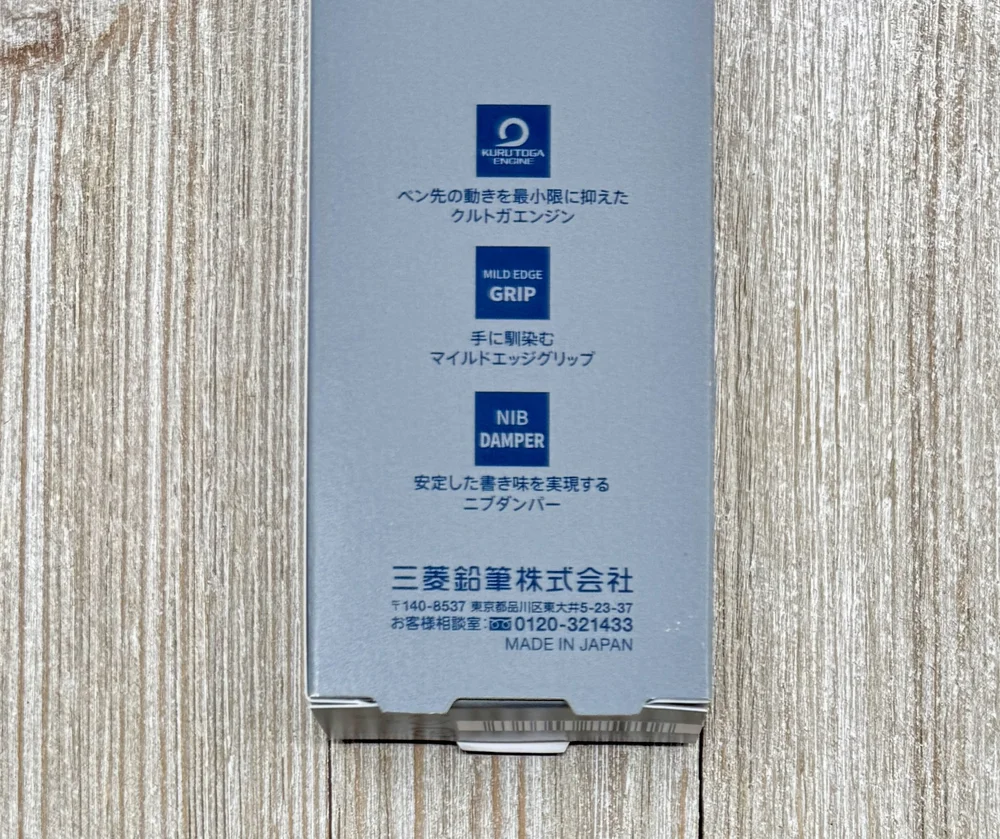 KURUTOGA
ENGINE
ペン先の動きを最小限に抑えた
クルトガエンジン
MILD EDGE
GRIP
手に馴染む
マイルドエッジグリップ
NIB
DAMPER
安定した書き味を実現する
ニブダンパー
三菱鉛筆株式会社
〒140-8537 東京都品川区東大井5-23-37
お客様相談室:0120-321433
MADE IN JAPAN